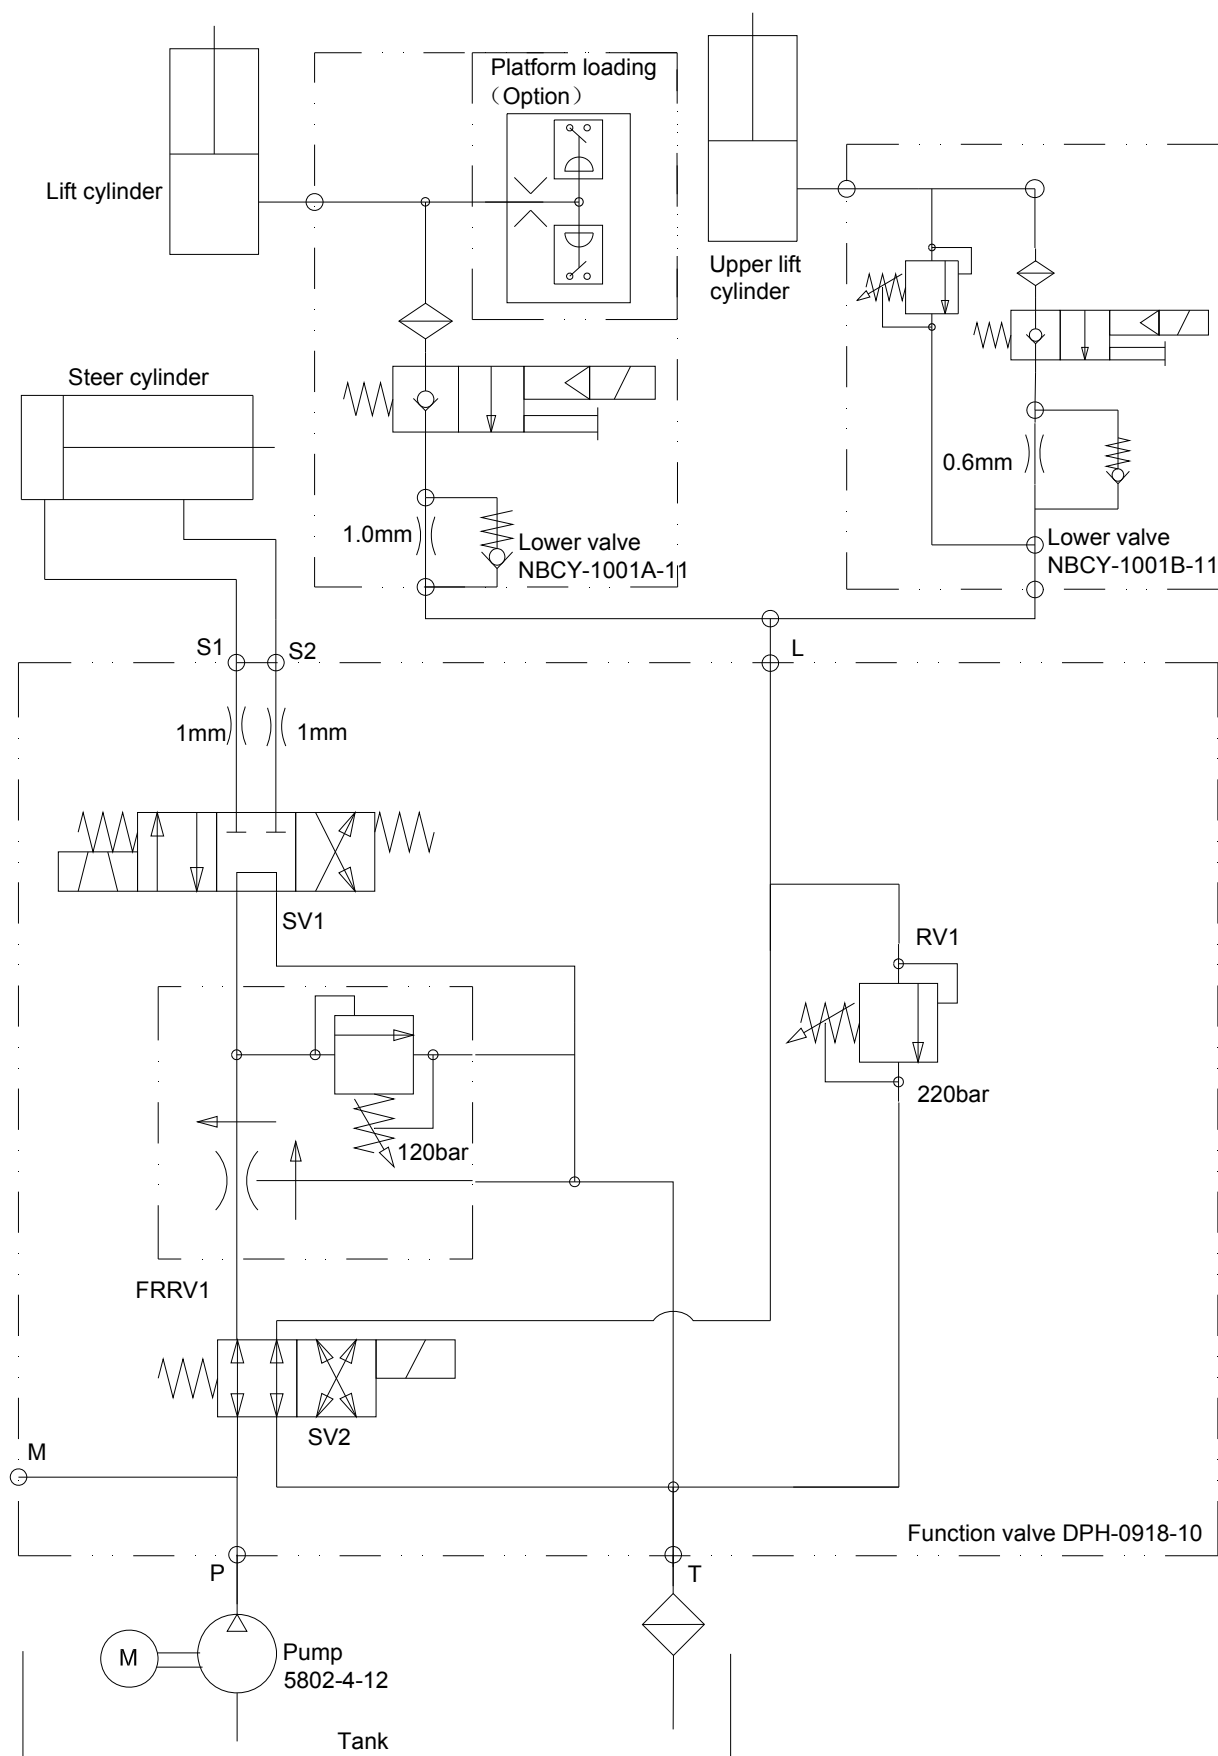 Platform loading
（Option）
Lift cylinder
Upper lift
cylinder
Steer cylinder
0.6mm
1.0mm
Lower valve
NBCY-1001A-11
Lower valve
NBCY-1001B-11
S1
S2
L
1mm
1mm
SV1
RV1
220bar
120bar
FRRV1
SV2
M
Function valve DPH-0918-10
P
T
M
Pump
5802-4-12
Tank